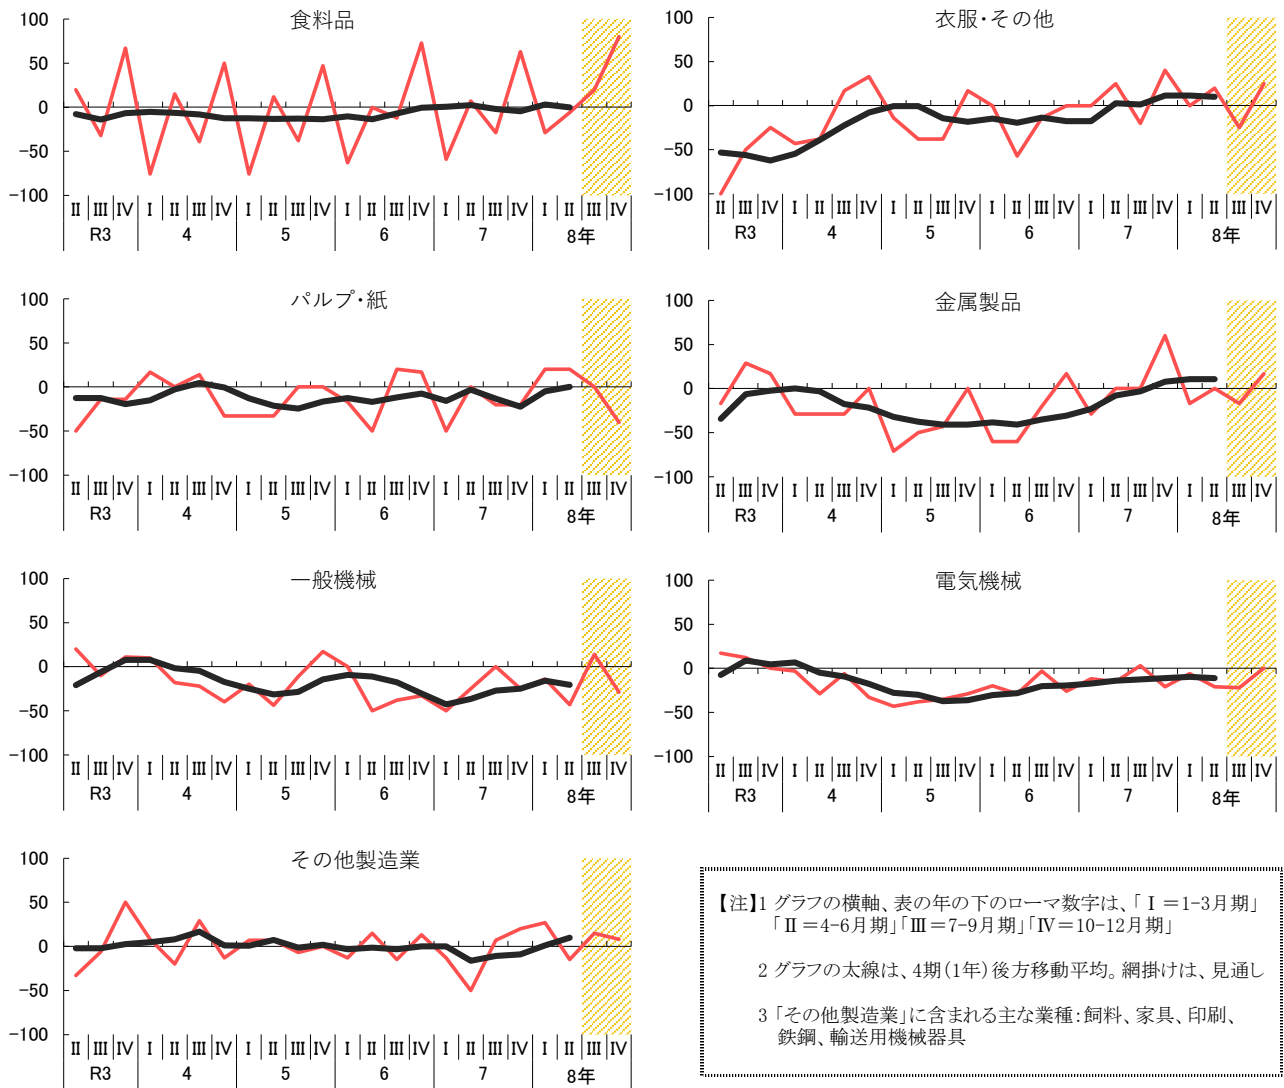 食料品
100
50
0
-50
-100
Ⅱ Ⅲ Ⅳ Ⅰ Ⅱ Ⅲ Ⅳ Ⅰ Ⅱ Ⅲ Ⅳ Ⅰ Ⅱ Ⅲ Ⅳ Ⅰ Ⅱ Ⅲ Ⅳ Ⅰ Ⅱ Ⅲ Ⅳ
R3 4 5 6 7 8年
衣服・その他
100
50
0
-50
-100
Ⅱ Ⅲ Ⅳ Ⅰ Ⅱ Ⅲ Ⅳ Ⅰ Ⅱ Ⅲ Ⅳ Ⅰ Ⅱ Ⅲ Ⅳ Ⅰ Ⅱ Ⅲ Ⅳ Ⅰ Ⅱ Ⅲ Ⅳ
R3 4 5 6 7 8年
パルプ・紙
100
50
0
-50
-100
Ⅱ Ⅲ Ⅳ Ⅰ Ⅱ Ⅲ Ⅳ Ⅰ Ⅱ Ⅲ Ⅳ Ⅰ Ⅱ Ⅲ Ⅳ Ⅰ Ⅱ Ⅲ Ⅳ Ⅰ Ⅱ Ⅲ Ⅳ
R3 4 5 6 7 8年
金属製品
100
50
0
-50
-100
Ⅱ Ⅲ Ⅳ Ⅰ Ⅱ Ⅲ Ⅳ Ⅰ Ⅱ Ⅲ Ⅳ Ⅰ Ⅱ Ⅲ Ⅳ Ⅰ Ⅱ Ⅲ Ⅳ Ⅰ Ⅱ Ⅲ Ⅳ
R3 4 5 6 7 8年
一般機械
100
50
0
-50
-100
Ⅱ Ⅲ Ⅳ Ⅰ Ⅱ Ⅲ Ⅳ Ⅰ Ⅱ Ⅲ Ⅳ Ⅰ Ⅱ Ⅲ Ⅳ Ⅰ Ⅱ Ⅲ Ⅳ Ⅰ Ⅱ Ⅲ Ⅳ
R3 4 5 6 7 8年
電気機械
100
50
0
-50
-100
Ⅱ Ⅲ Ⅳ Ⅰ Ⅱ Ⅲ Ⅳ Ⅰ Ⅱ Ⅲ Ⅳ Ⅰ Ⅱ Ⅲ Ⅳ Ⅰ Ⅱ Ⅲ Ⅳ Ⅰ Ⅱ Ⅲ Ⅳ
R3 4 5 6 7 8年
その他製造業
100
50
0
-50
-100
Ⅱ Ⅲ Ⅳ Ⅰ Ⅱ Ⅲ Ⅳ Ⅰ Ⅱ Ⅲ Ⅳ Ⅰ Ⅱ Ⅲ Ⅳ Ⅰ Ⅱ Ⅲ Ⅳ Ⅰ Ⅱ Ⅲ Ⅳ
R3 4 5 6 7 8年
【注】1 グラフの横軸、表の年の下のローマ数字は、「Ⅰ=1-3月期」
「Ⅱ=4-6月期」「Ⅲ=7-9月期」「Ⅳ=10-12月期」
2 グラフの太線は、4期(1年)後方移動平均。網掛けは、見通し
3 「その他製造業」に含まれる主な業種:飼料、家具、印刷、
鉄鋼、輸送用機械器具